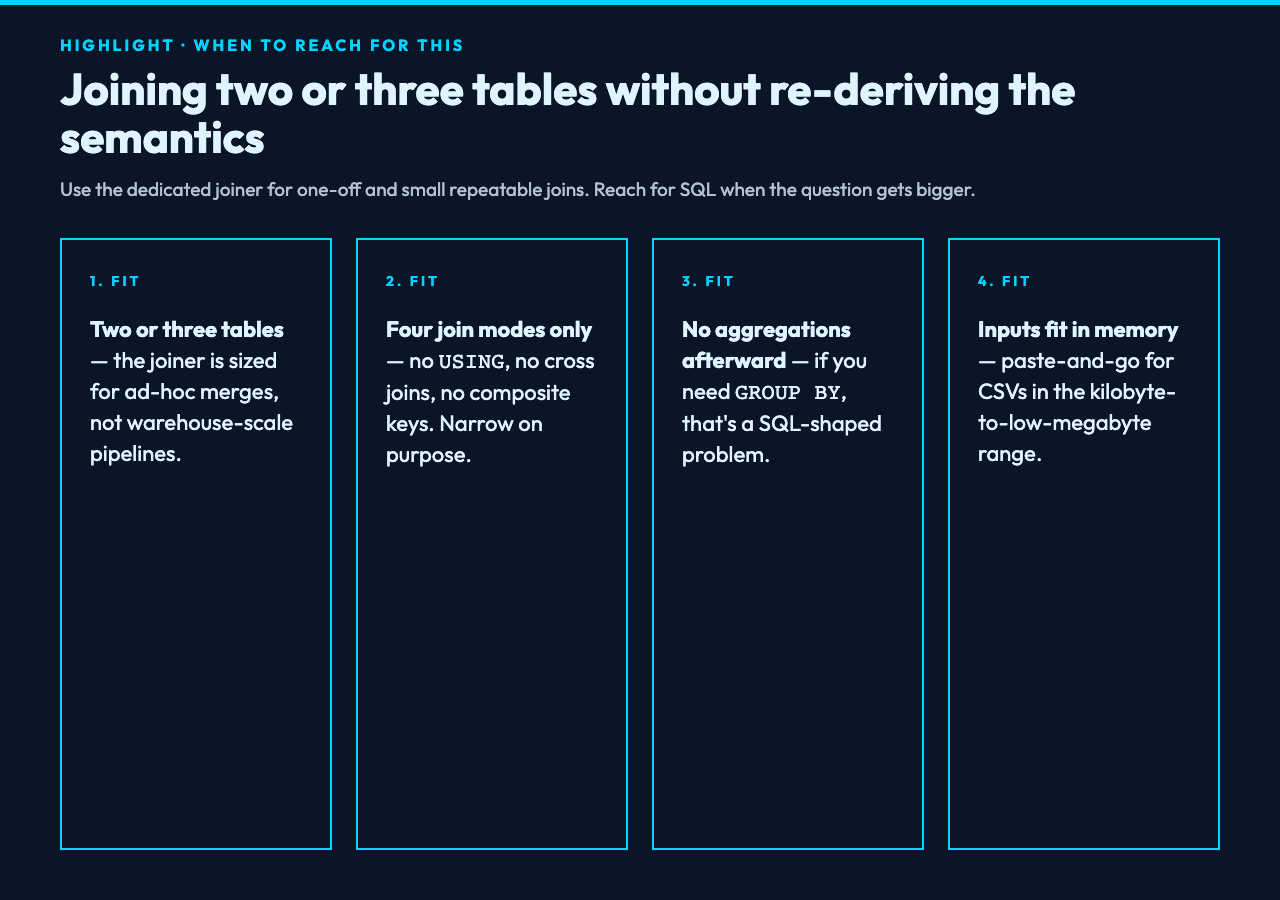 HIGHLIGHT · WHEN TO REACH FOR THIS
Joining two or three tables without re-deriving the
semantics
Use the dedicated joiner for one-off and small repeatable joins. Reach for SQL when the question gets bigger.
1. FIT
Two or three tables
— the joiner is sized
for ad-hoc merges,
not warehouse-scale
pipelines.
2. FIT
Four join modes only
— no USING, no cross
joins, no composite
keys. Narrow on
purpose.
3. FIT
No aggregations
afterward — if you
need GROUP BY,
that's a SQL-shaped
problem.
4. FIT
Inputs fit in memory
— paste-and-go for
CSVs in the kilobyte-
to-low-megabyte
range.